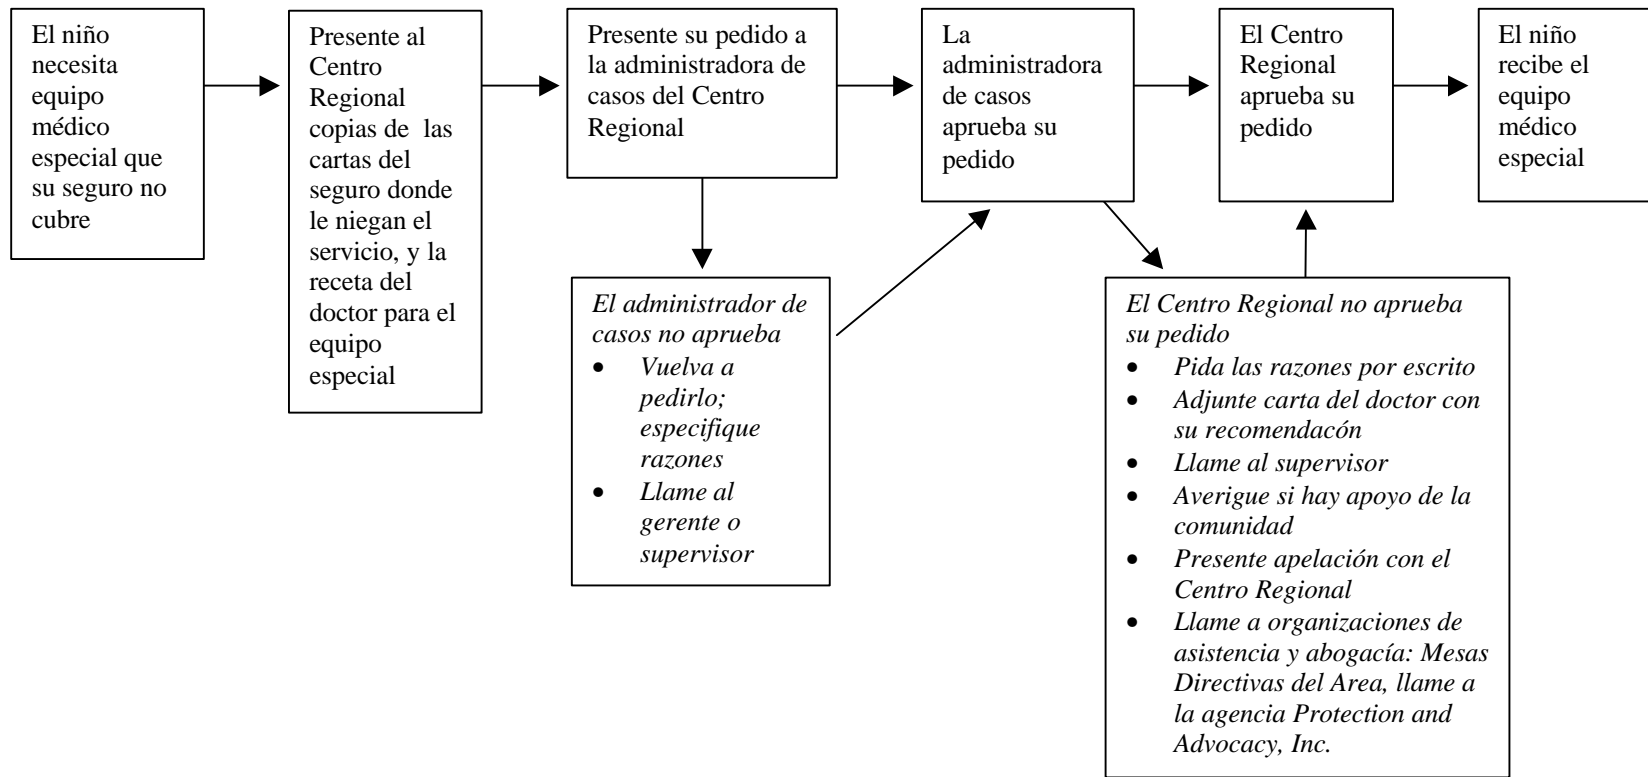 El niño
necesita
equipo
médico
especial que
su seguro no
cubre
Presente al
Centro
Regional
copias de  las
cartas del
seguro donde
le niegan el
servicio, y la
receta del
doctor para el
equipo
especial
Presente su pedido a
la administradora de
casos del Centro
Regional
La
administradora
de casos
aprueba su
pedido
El Centro
Regional
aprueba su
pedido
El niño
recibe el
equipo
médico
especial
El administrador de
casos no aprueba
• Vuelva a
pedirlo;
especifique
razones
• Llame al
gerente o
supervisor
El Centro Regional no aprueba
su pedido
• Pida las razones por escrito
• Adjunte carta del doctor con
su recomendacón
• Llame al supervisor
• Averigue si hay apoyo de la
comunidad
• Presente apelación con el
Centro Regional
• Llame a organizaciones de
asistencia y abogacía: Mesas
Directivas del Area, llame a
la agencia Protection and
Advocacy, Inc.